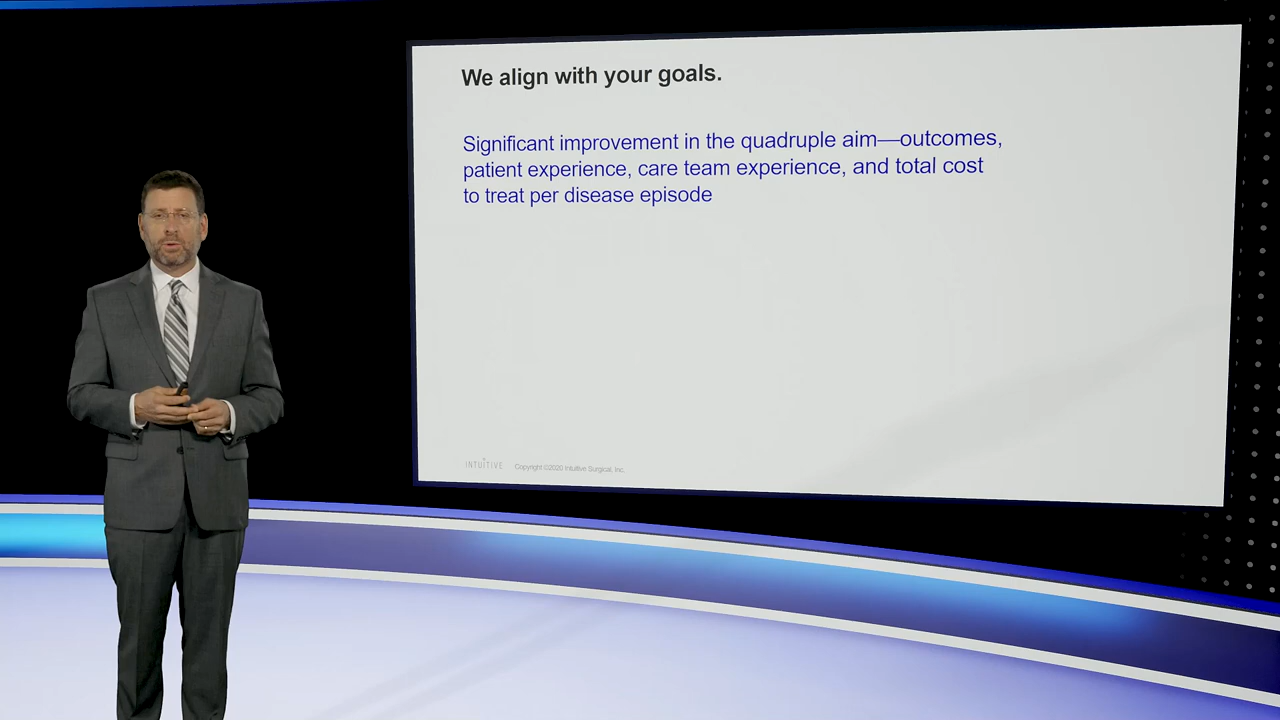 We align with your goals.
Significant improvement in the quadruple aim—outcomes,
patient experience, care team experience, and total cost
to treat per disease episode
INTUITIVE Copyright ©2020 Intuitive Surgical, Inc.